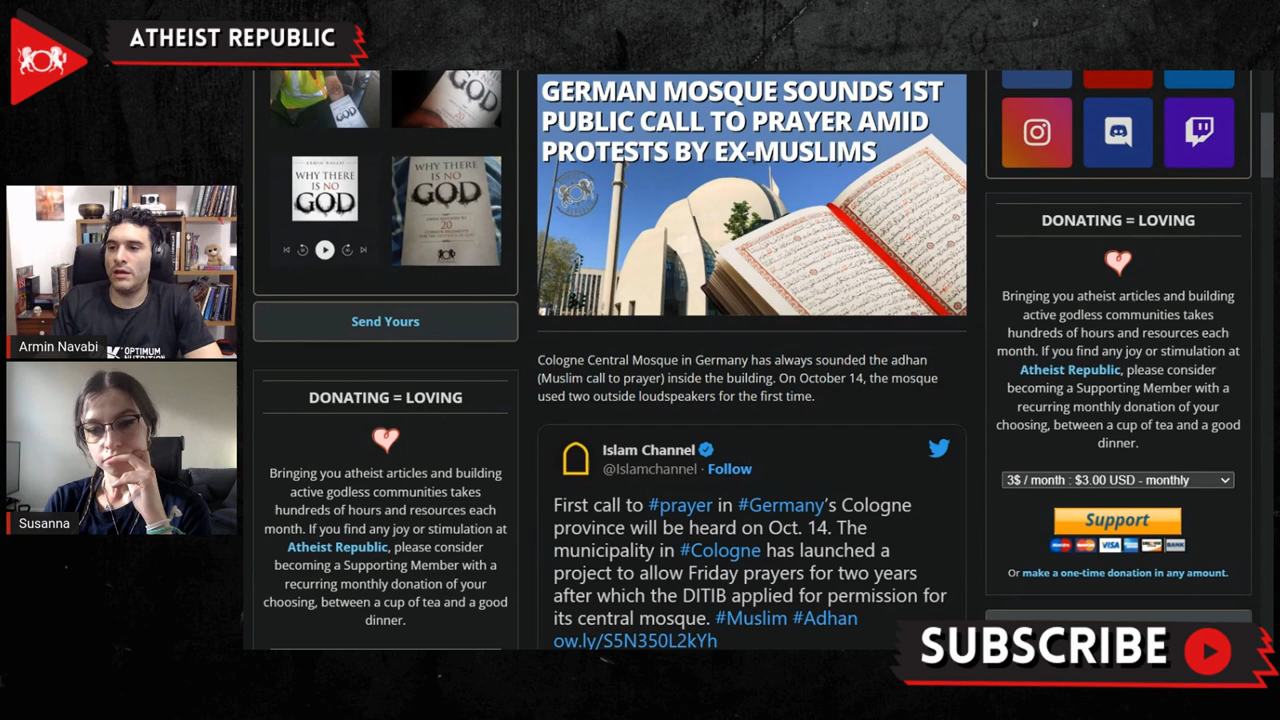 ATHEIST REPUBLIC
GOD
GOD
20
ARMIN NAVABI
WHY THERE
IS NO
GOD
WHY THERE
IS NO
GOD
20
Send Yours
DONATING = LOVING
Bringing you atheist articles and building
active godless communities takes
hundreds of hours and resources each
month. If you find any joy or stimulation at
Atheist Republic, please consider
becoming a Supporting Member with a
recurring monthly donation of your
choosing, between a cup of tea and a good
dinner.
GERMAN MOSQUE SOUNDS 1ST
PUBLIC CALL TO PRAYER AMID
PROTESTS BY EX-MUSLIMS
Cologne Central Mosque in Germany has always sounded the adhan
(Muslim call to prayer) inside the building. On October 14, the mosque
used two outside loudspeakers for the first time.
Islam Channel
@Islamchannel · Follow
First call to #prayer in #Germany's Cologne
province will be heard on Oct. 14. The
municipality in #Cologne has launched a
project to allow Friday prayers for two years
after which the DITIB applied for permission for
its central mosque. #Muslim #Adhan
ow.ly/S5N350L2kYh
DONATING = LOVING
Bringing you atheist articles and building
active godless communities takes
hundreds of hours and resources each
month. If you find any joy or stimulation at
Atheist Republic, please consider
becoming a Supporting Member with a
recurring monthly donation of your
choosing, between a cup of tea and a good
dinner.
3$ / month : $3.00 USD - monthly
Support
VISA
BANK
Or make a one-time donation in any amount.
OPTIMUM
NUTRITION
Armin Navabi
Susanna
SUBSCRIBE